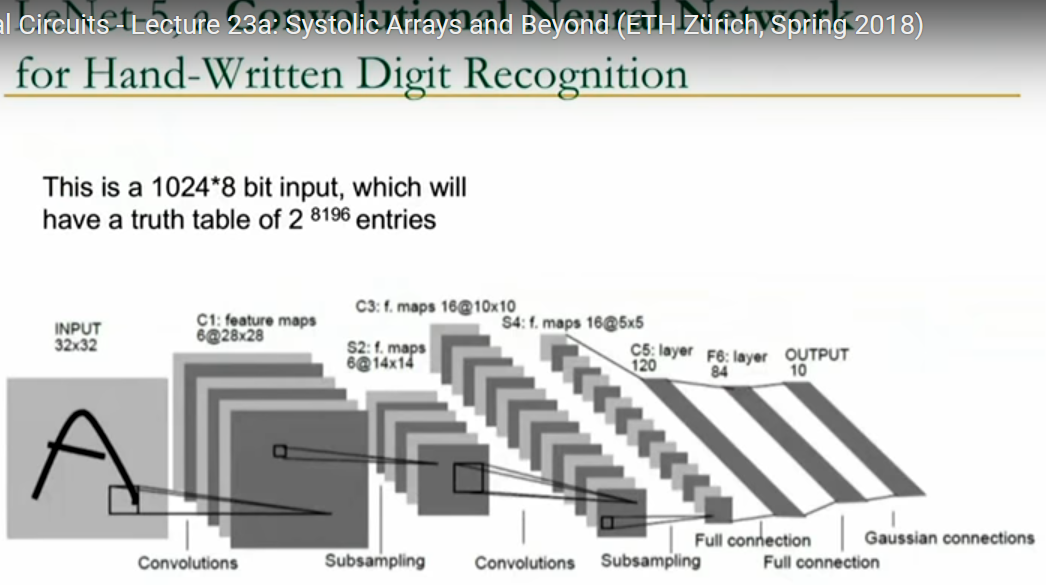 LeNet-5, a Convolutional Neural Network
al Circuits - Lecture 23a: Systolic Arrays and Beyond (ETH Zürich, Spring 2018)
for Hand-Written Digit Recognition
This is a 1024*8 bit input, which will
have a truth table of 2 8196 entries
INPUT
32x32
C1: feature maps
6@28x28
S2: f. maps
6@14x14
C3: f. maps 16@10x10
S4: f. maps 16@5x5
C5: layer
120
F6: layer
84
OUTPUT
10
Convolutions
Subsampling
Convolutions
Subsampling
Full connection
Full connection
Gaussian connections